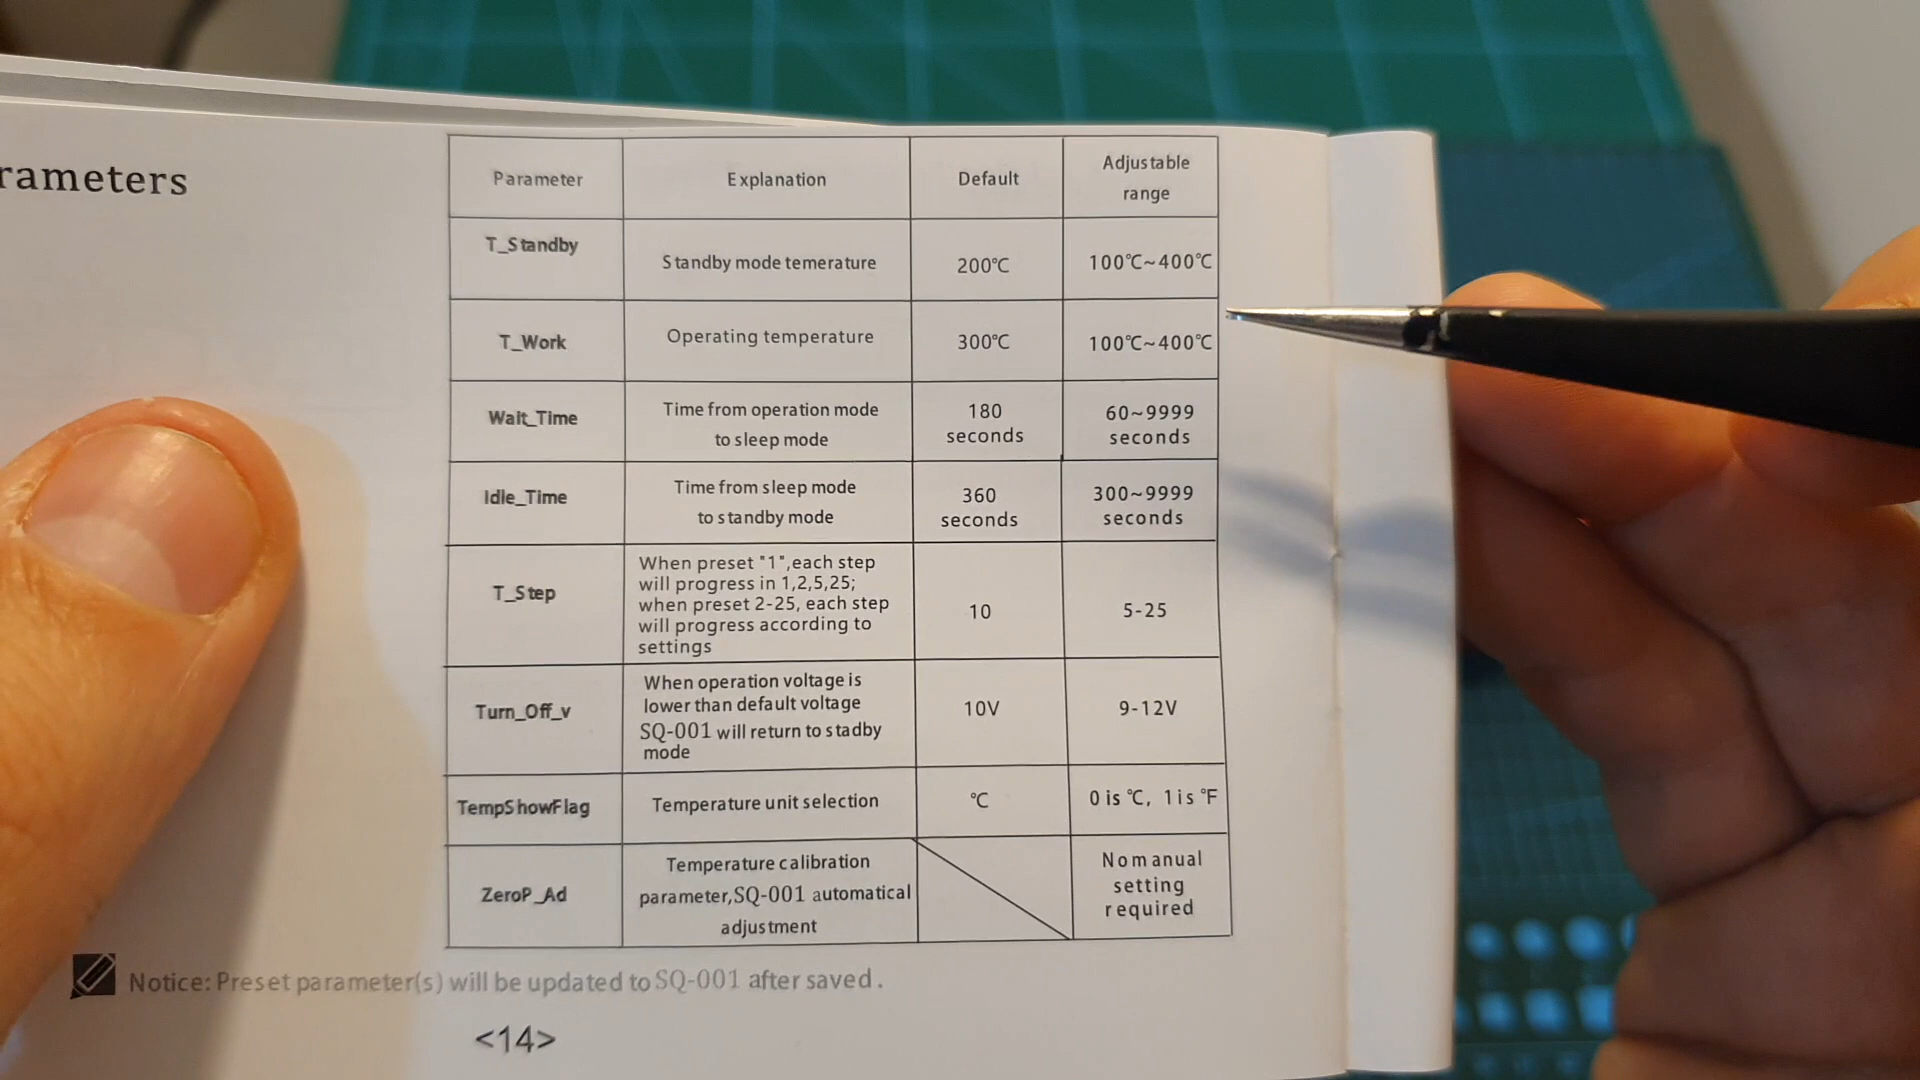 rameters
Parameter
Explanation
Default
Adjustable
range
T_Standby
Standby mode temerature
200℃
100℃~400℃
T_Work
Operating temperature
300℃
100℃~400℃
Wait_Time
Time from operation mode
to sleep mode
180
seconds
60~9999
seconds
Idle_Time
Time from sleep mode
to standby mode
360
seconds
300~9999
seconds
T_Step
When preset "1",each step
will progress in 1,2,5,25;
when preset 2-25, each step
will progress according to
settings
10
5-25
Turn_Off_v
When operation voltage is
lower than default voltage
SQ-001 will return to stadby
mode
10V
9-12V
TempShowFlag
Temperature unit selection
℃
0 is ℃, 1 is ℉
ZeroP_Ad
Temperature calibration
parameter,SQ-001 automatical
adjustment
No manual
setting
required
Notice: Preset parameter(s) will be updated to SQ-001 after saved.
<14>